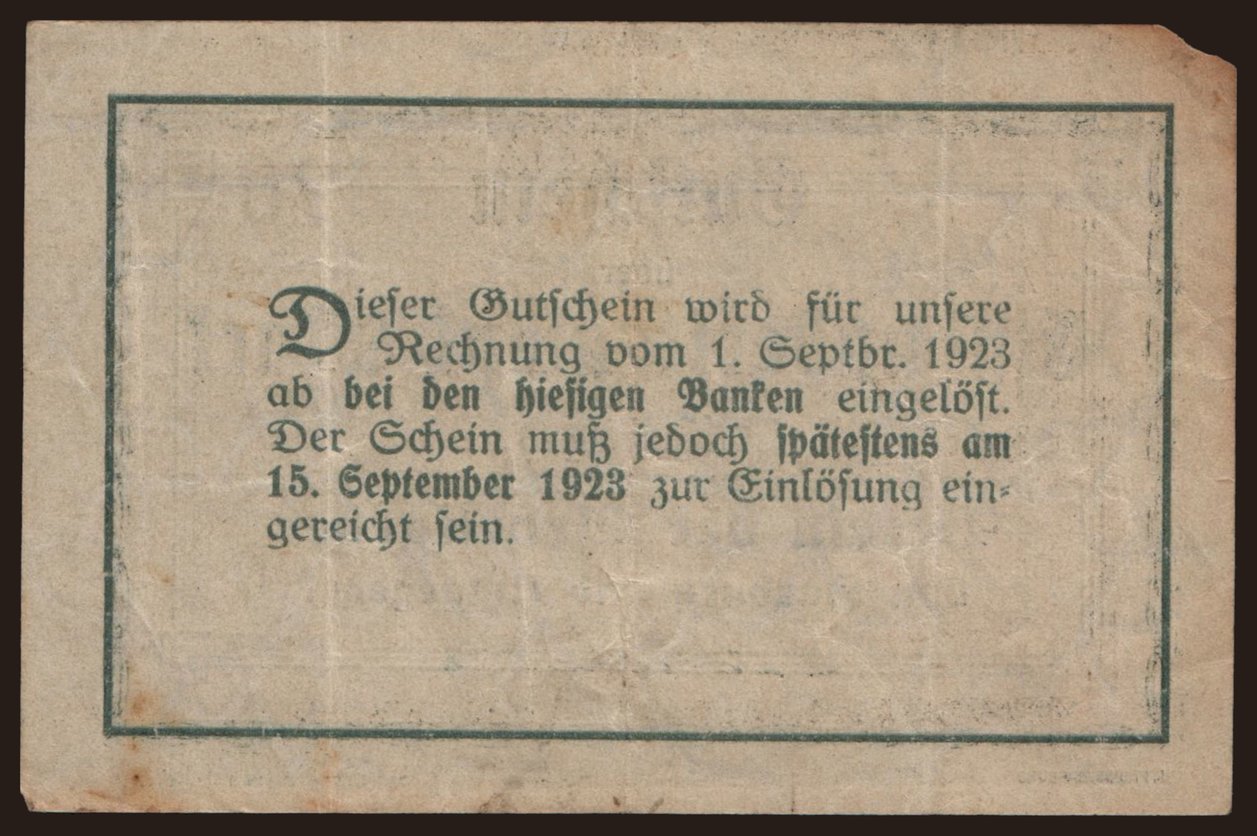 Dieser Gutschein wird für unsere
Rechnung vom 1. Septbr. 1923
ab bei den hiesigen Banken eingelöst.
Der Schein muß jedoch spätestens am
15. September 1923 zur Einlösung ein⸗
gereicht sein.